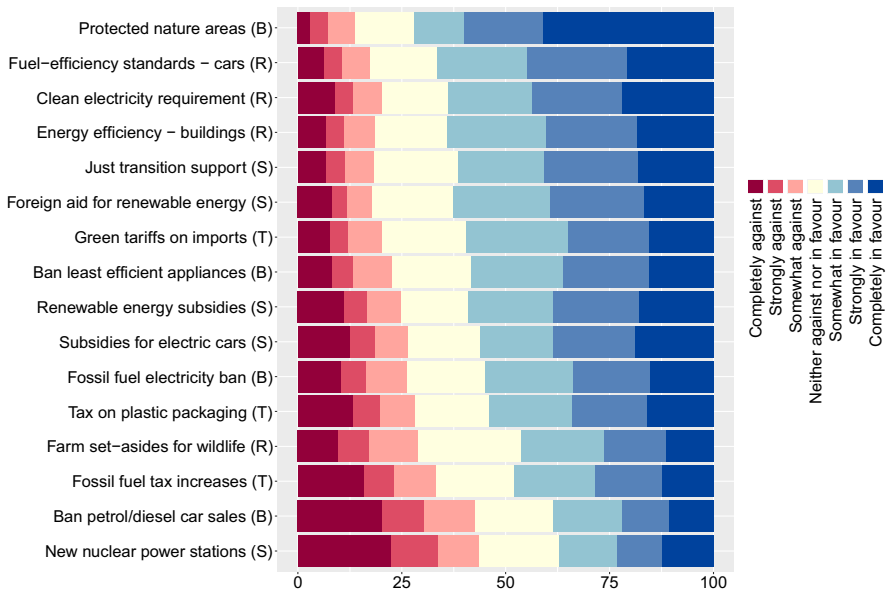 Protected nature areas (B)
Fuel−efficiency standards − cars (R)
Clean electricity requirement (R)
Energy efficiency − buildings (R)
Just transition support (S)
Foreign aid for renewable energy (S)
Green tariffs on imports (T)
Ban least efficient appliances (B)
Renewable energy subsidies (S)
Subsidies for electric cars (S)
Fossil fuel electricity ban (B)
Tax on plastic packaging (T)
Farm set−asides for wildlife (R)
Fossil fuel tax increases (T)
Ban petrol/diesel car sales (B)
New nuclear power stations (S)
0 25 50 75 100
Completely against
Strongly against
Somewhat against
Neither against nor in favour
Somewhat in favour
Strongly in favour
Completely in favour